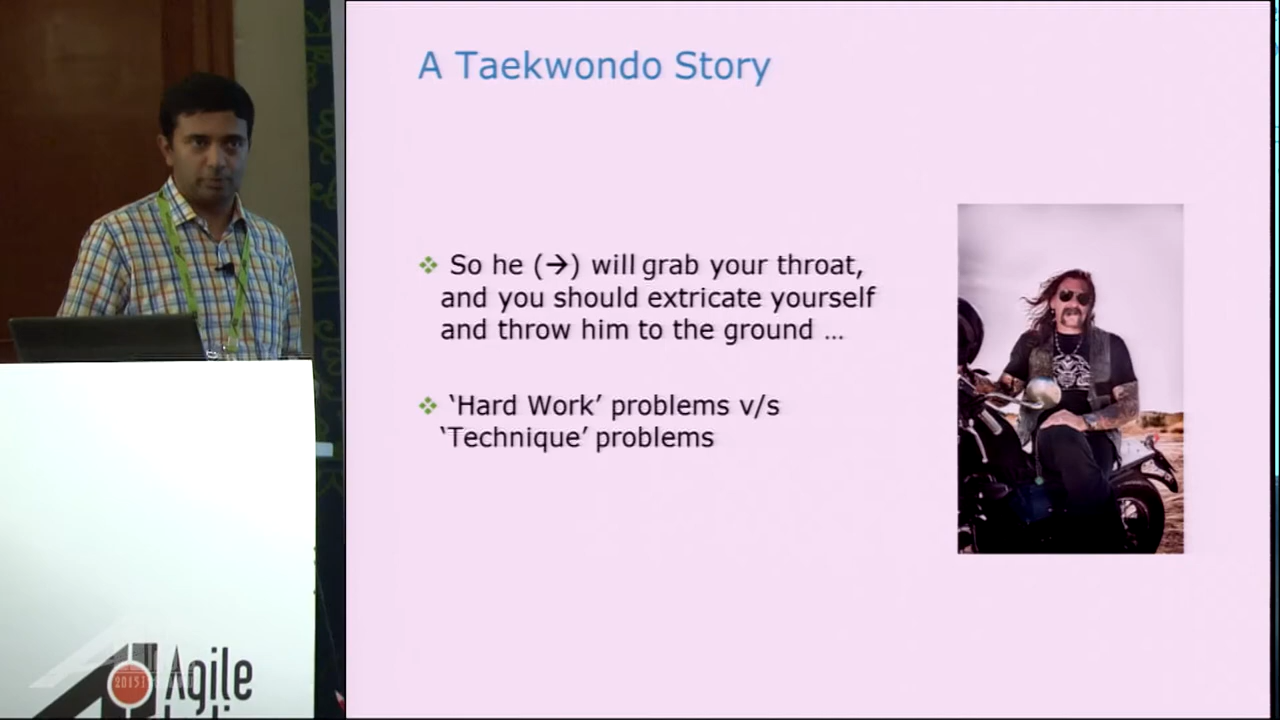 A Taekwondo Story
❖ So he (→) will grab your throat,
and you should extricate yourself
and throw him to the ground ...
❖ ‘Hard Work’ problems v/s
‘Technique’ problems
Agile
2015